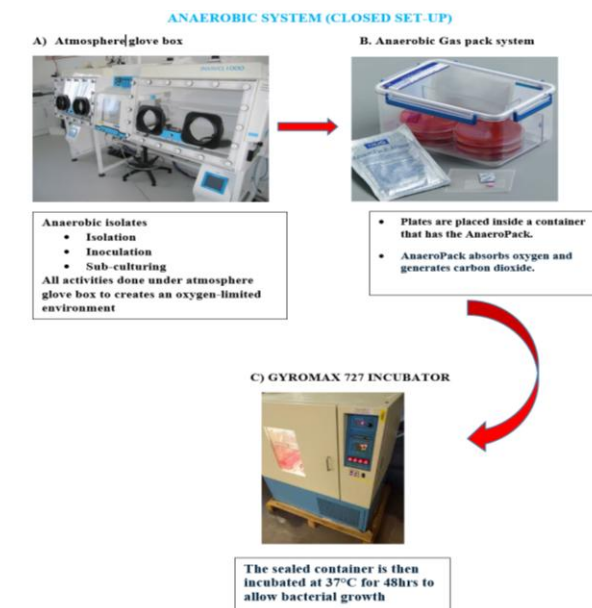 ANAEROBIC SYSTEM (CLOSED SET-UP)
A) Atmosphere glove box
B. Anaerobic Gas pack system
Anaerobic isolates
• Isolation
• Inoculation
• Sub-culturing
All activities done under atmosphere
glove box to creates an oxygen-limited
environment
• Plates are placed inside a container
that has the AnaeroPack.
• AnaeroPack absorbs oxygen and
generates carbon dioxide.
C) GYROMAX 727 INCUBATOR
The sealed container is then
incubated at 37°C for 48hrs to
allow bacterial growth